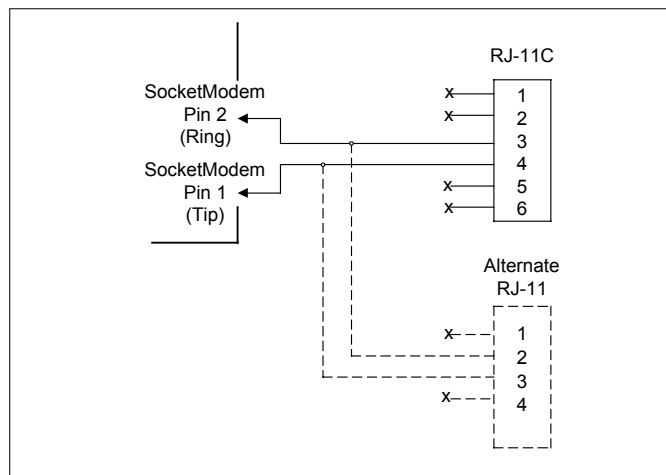 SocketModem
Pin 2
(Ring)
SocketModem
Pin 1
(Tip)
RJ-11C
x 1
x 2
3
4
x 5
x 6
Alternate
RJ-11
x 1
2
3
x 4